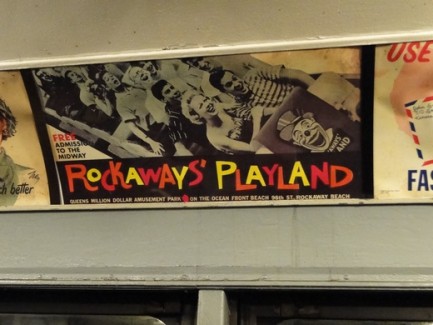 FREE
ADMISSION
TO THE
MIDWAY
ROCKAWAYS' PLAYLAND
QUEENS MILLION DOLLAR AMUSEMENT PARK ON THE OCEAN FRONT BEACH 98th ST. ROCKAWAY BEACH
better
USE
FAS